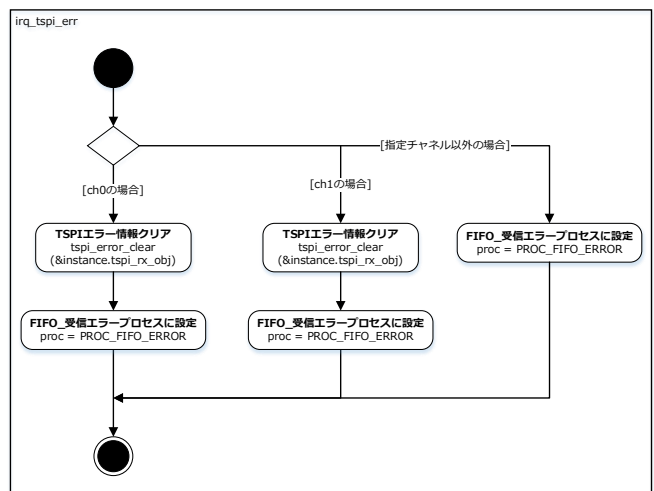 irq_tspi_err
[指定チャネル以外の場合]
[ch0の場合]
[ch1の場合]
TSPIエラー情報クリア
tspi_error_clear
(&instance.tspi_rx_obj)
TSPIエラー情報クリア
tspi_error_clear
(&instance.tspi_rx_obj)
FIFO_受信エラープロセスに設定
proc = PROC_FIFO_ERROR
FIFO_受信エラープロセスに設定
proc = PROC_FIFO_ERROR
FIFO_受信エラープロセスに設定
proc = PROC_FIFO_ERROR